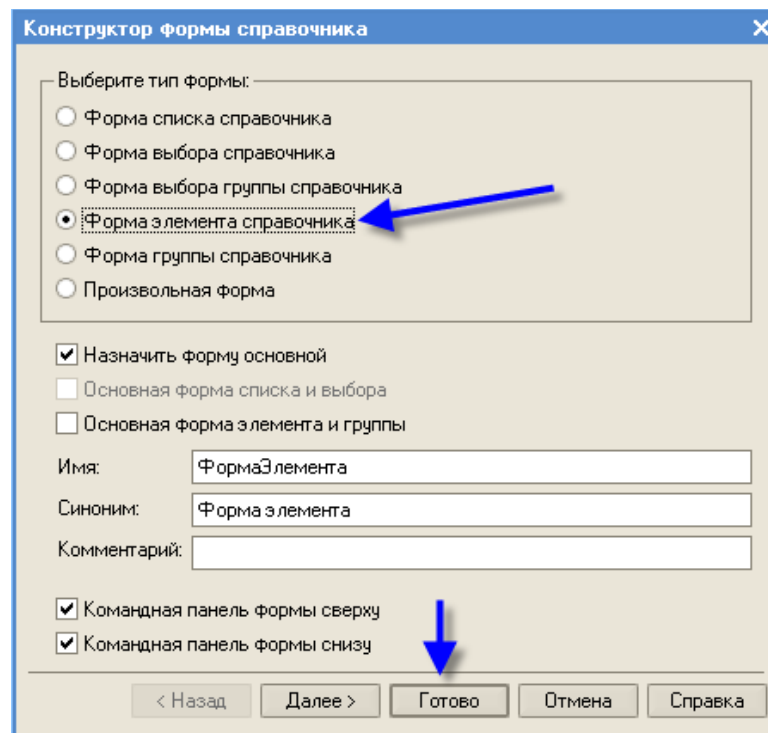 Конструктор формы справочника
Выберите тип формы:
Форма списка справочника
Форма выбора справочника
Форма выбора группы справочника
Форма элемента справочника
Форма группы справочника
Произвольная форма
Назначить форму основной
Основная форма списка и выбора
Основная форма элемента и группы
Имя: ФормаЭлемента
Синоним: Форма элемента
Комментарий:
Командная панель формы сверху
Командная панель формы снизу
< Назад Далее > Готово Отмена Справка